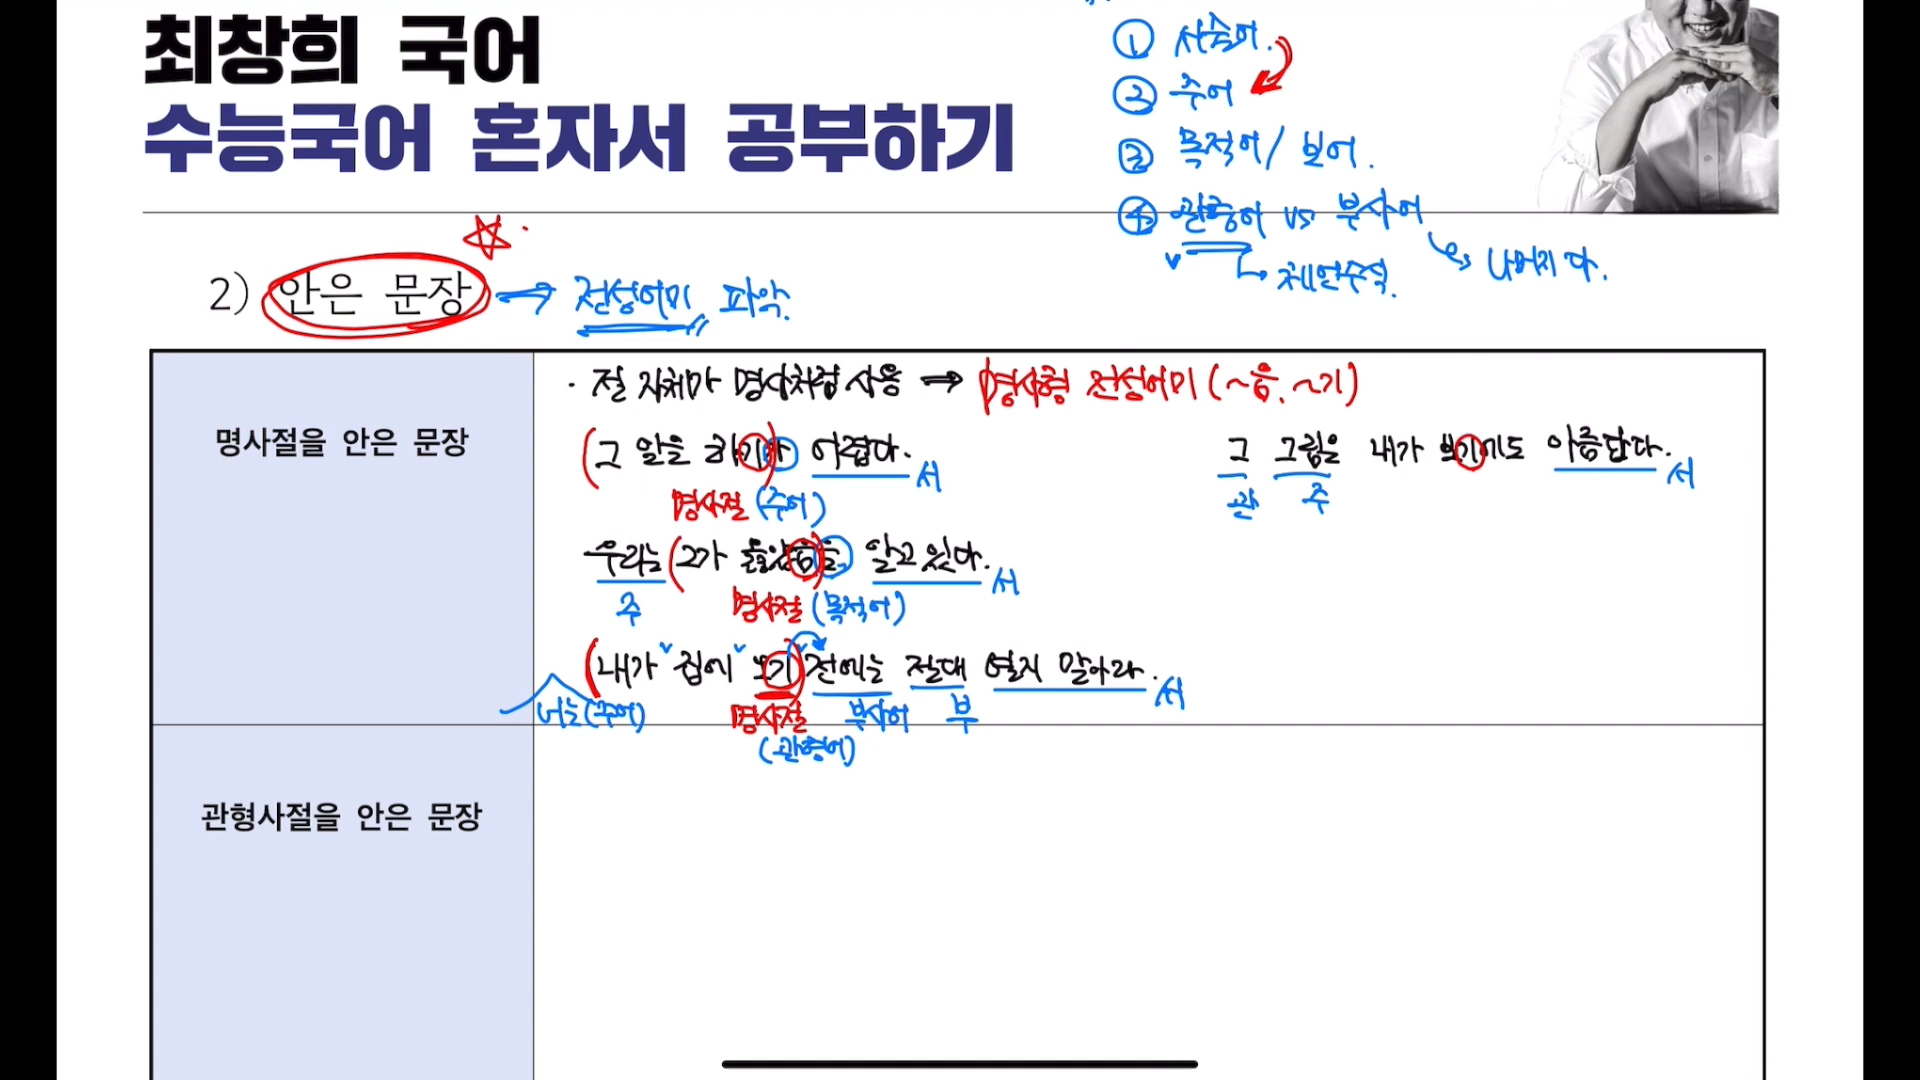 최창희 국어
수능국어 혼자서 공부하기
① 서술어.
② 주어
③ 목적어/ 보어.
④ 관형어 vs 부사어
체언수식.
나머지 다.
2) 안은 문장 → 전성어미 파악.
명사절을 안은 문장
· 절 자체가 명사처럼 사용 → 명사형 전성어미 (~음, ~기)
(그 일을 하기)가 어렵다. 서
명사절 (주어)
그 그림은 내가 보기에도 아름답다. 서
관 주
우리는 (그가 옳았음)을 알고 있다. 서
주 명사절 (목적어)
(내가 집에 오기) 전에는 절대 열지 말아라. 서
너는 (주어) 명사절 부사어 부
(관형어)
관형사절을 안은 문장